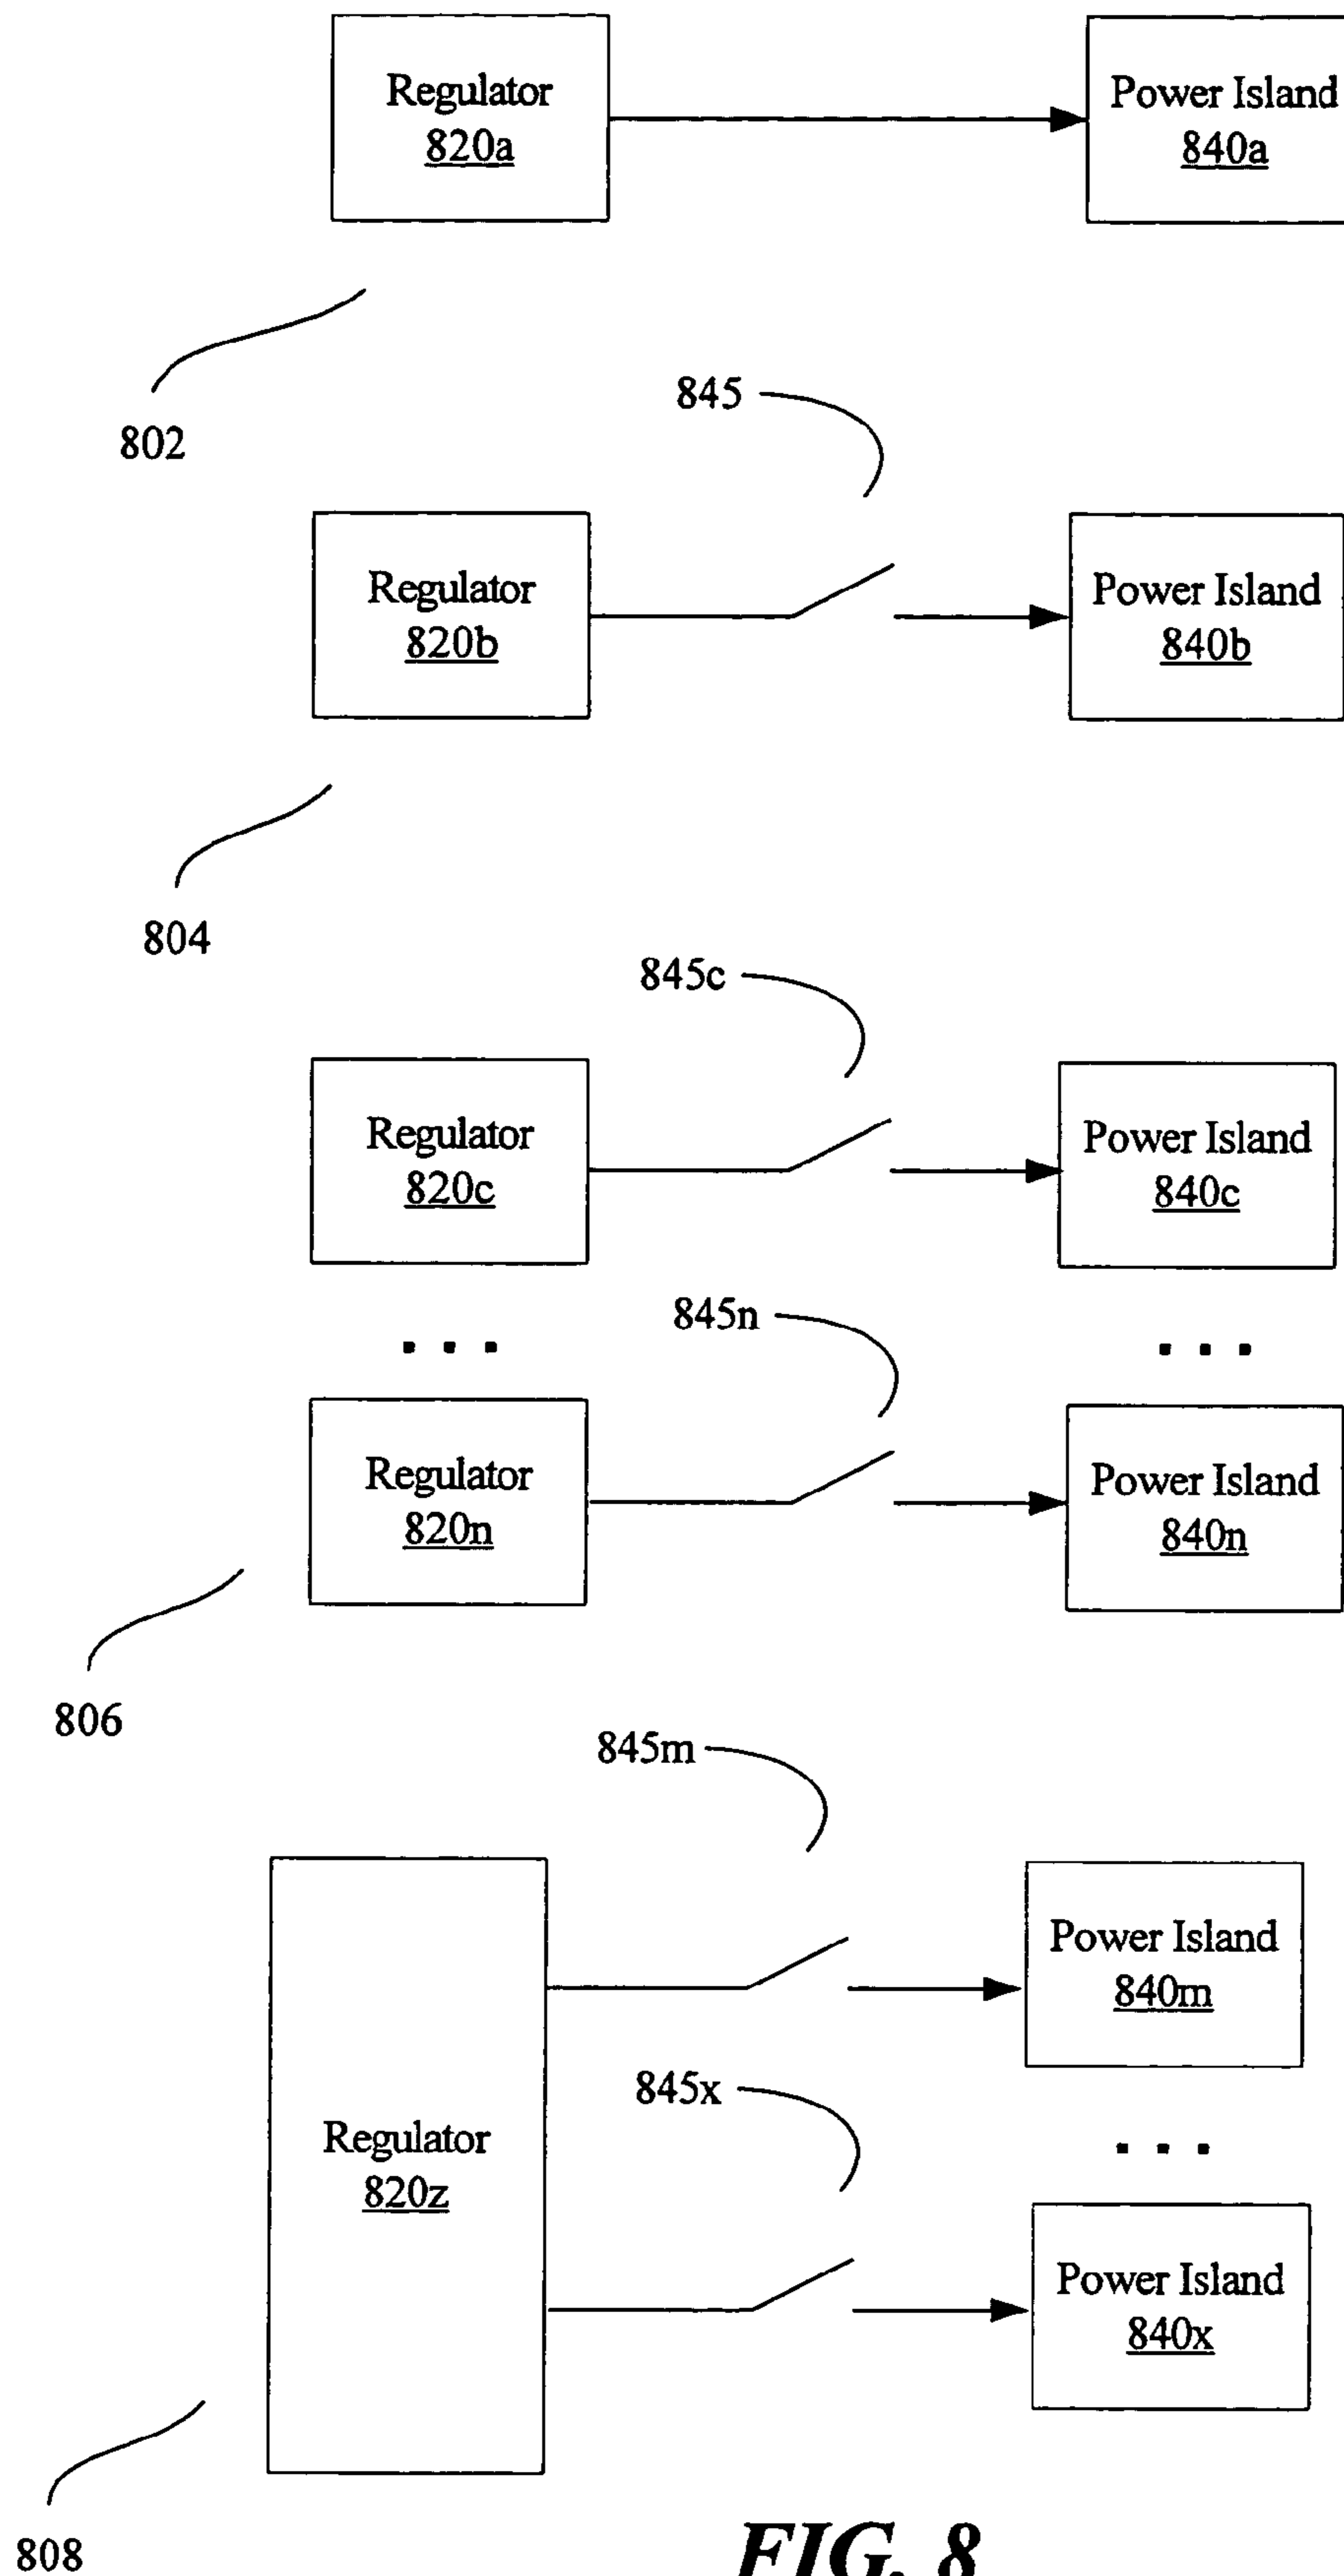 Regulator
820a
Power Island
840a
802
845
Regulator
820b
Power Island
840b
804
845c
Regulator
820c
Power Island
840c
845n
. . .
. . .
Regulator
820n
Power Island
840n
806
845m
Power Island
840m
845x
Regulator
820z
. . .
Power Island
840x
808
FIG. 8